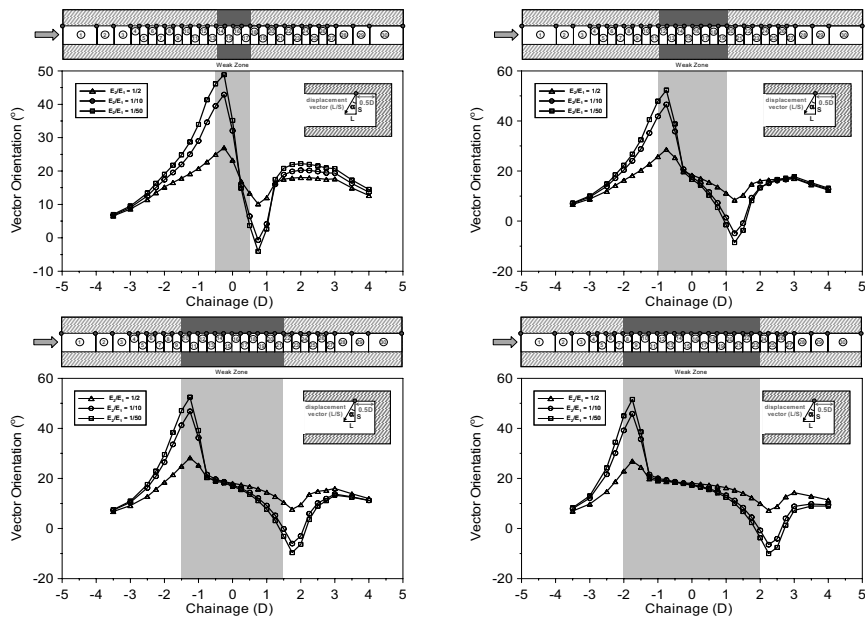 Weak Zone
Vector Orientation (°)
50
40
30
20
10
0
-10
E₂/E₁ = 1/2
E₂/E₁ = 1/10
E₂/E₁ = 1/50
displacement
vector (L/S)
0.5D
α
S
L
-5 -4 -3 -2 -1 0 1 2 3 4 5
Chainage (D)
Weak Zone
Vector Orientation (°)
60
40
20
0
-20
E₂/E₁ = 1/2
E₂/E₁ = 1/10
E₂/E₁ = 1/50
displacement
vector (L/S)
0.5D
α
S
L
-5 -4 -3 -2 -1 0 1 2 3 4 5
Chainage (D)
Weak Zone
Vector Orientation (°)
60
40
20
0
-20
E₂/E₁ = 1/2
E₂/E₁ = 1/10
E₂/E₁ = 1/50
displacement
vector (L/S)
0.5D
α
S
L
-5 -4 -3 -2 -1 0 1 2 3 4 5
Chainage (D)
Weak Zone
Vector Orientation (°)
60
40
20
0
-20
E₂/E₁ = 1/2
E₂/E₁ = 1/10
E₂/E₁ = 1/50
displacement
vector (L/S)
0.5D
α
S
L
-5 -4 -3 -2 -1 0 1 2 3 4 5
Chainage (D)